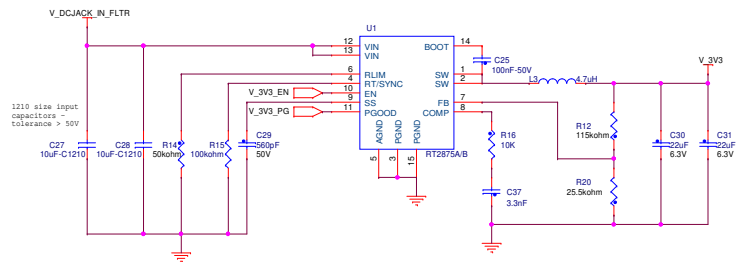 V_DCJACK_IN_FLTR
U1
12 VIN BOOT 14
13 VIN
C25
100nF-50V
V_3V3
6 RLIM SW 1
4 RT/SYNC SW 2
L3 4.7uH
V_3V3_EN 10 EN
9 SS FB 7
V_3V3_PG 11 PGOOD COMP 8
AGND PGND PGND
5 3 15
RT2875A/B
1210 size input
capacitors -
tolerance > 50V
C27
10uF-C1210
C28
10uF-C1210
R14
50kohm
R15
100kohm
C29
560pF
50V
R16
10K
C37
3.3nF
R12
115kohm
R20
25.5kohm
C30
22uF
6.3V
C31
22uF
6.3V